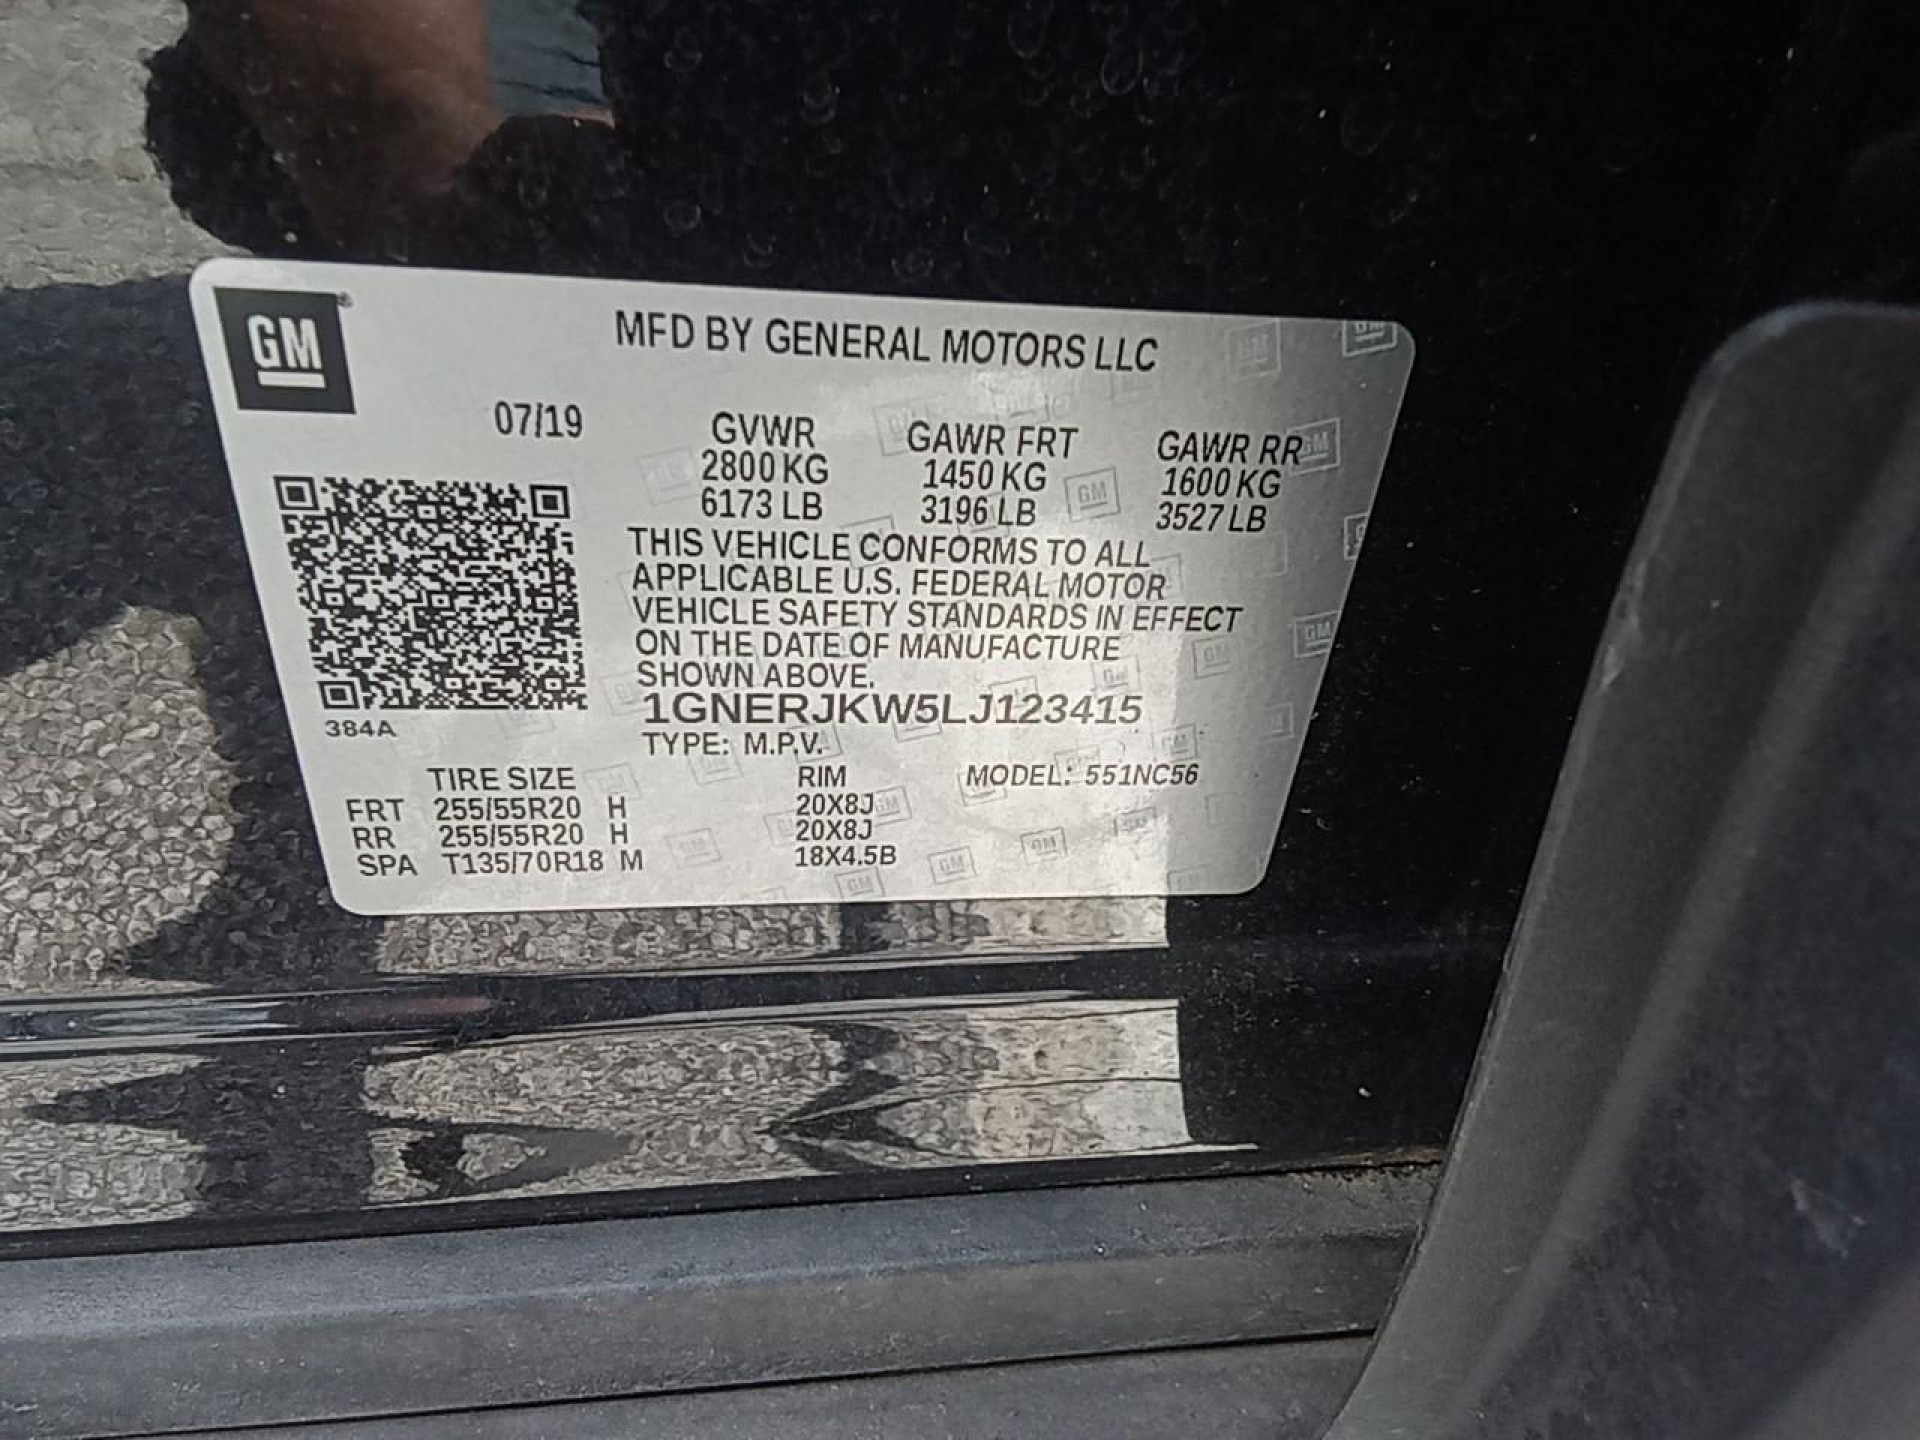 GM
MFD BY GENERAL MOTORS LLC
07/19
GVWR GAWR FRT GAWR RR
2800 KG 1450 KG 1600 KG
6173 LB 3196 LB 3527 LB
THIS VEHICLE CONFORMS TO ALL
APPLICABLE U.S. FEDERAL MOTOR
VEHICLE SAFETY STANDARDS IN EFFECT
ON THE DATE OF MANUFACTURE
SHOWN ABOVE.
1GNERJKW5LJ123415
384A
TYPE: M.P.V.
TIRE SIZE RIM MODEL: 551NC56
FRT 255/55R20 H 20X8J
RR 255/55R20 H 20X8J
SPA T135/70R18 M 18X4.5B